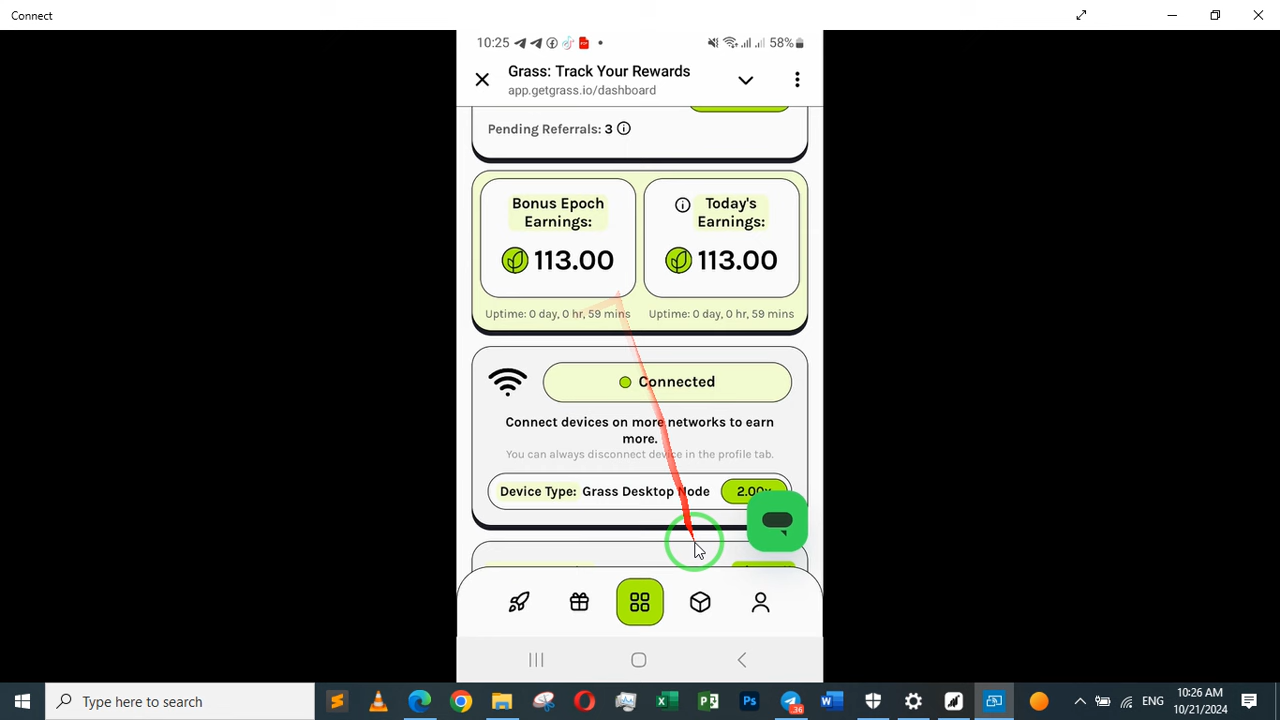 Connect
10:25
58%
Grass: Track Your Rewards
app.getgrass.io/dashboard
Pending Referrals: 3
Bonus Epoch
Earnings:
113.00
Today's
Earnings:
113.00
Uptime: 0 day, 0 hr, 59 mins
Uptime: 0 day, 0 hr, 59 mins
Connected
Connect devices on more networks to earn
more.
You can always disconnect device in the profile tab.
Device Type: Grass Desktop Node
2.00x
Type here to search
36
ENG
10:26 AM
10/21/2024